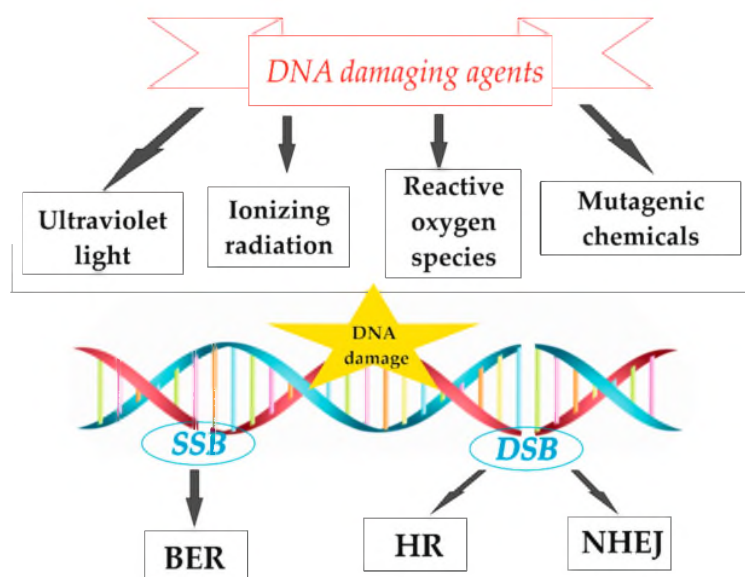 DNA damaging agents
Ultraviolet
light
Ionizing
radiation
Reactive
oxygen
species
Mutagenic
chemicals
DNA
damage
SSB
DSB
BER
HR
NHEJ